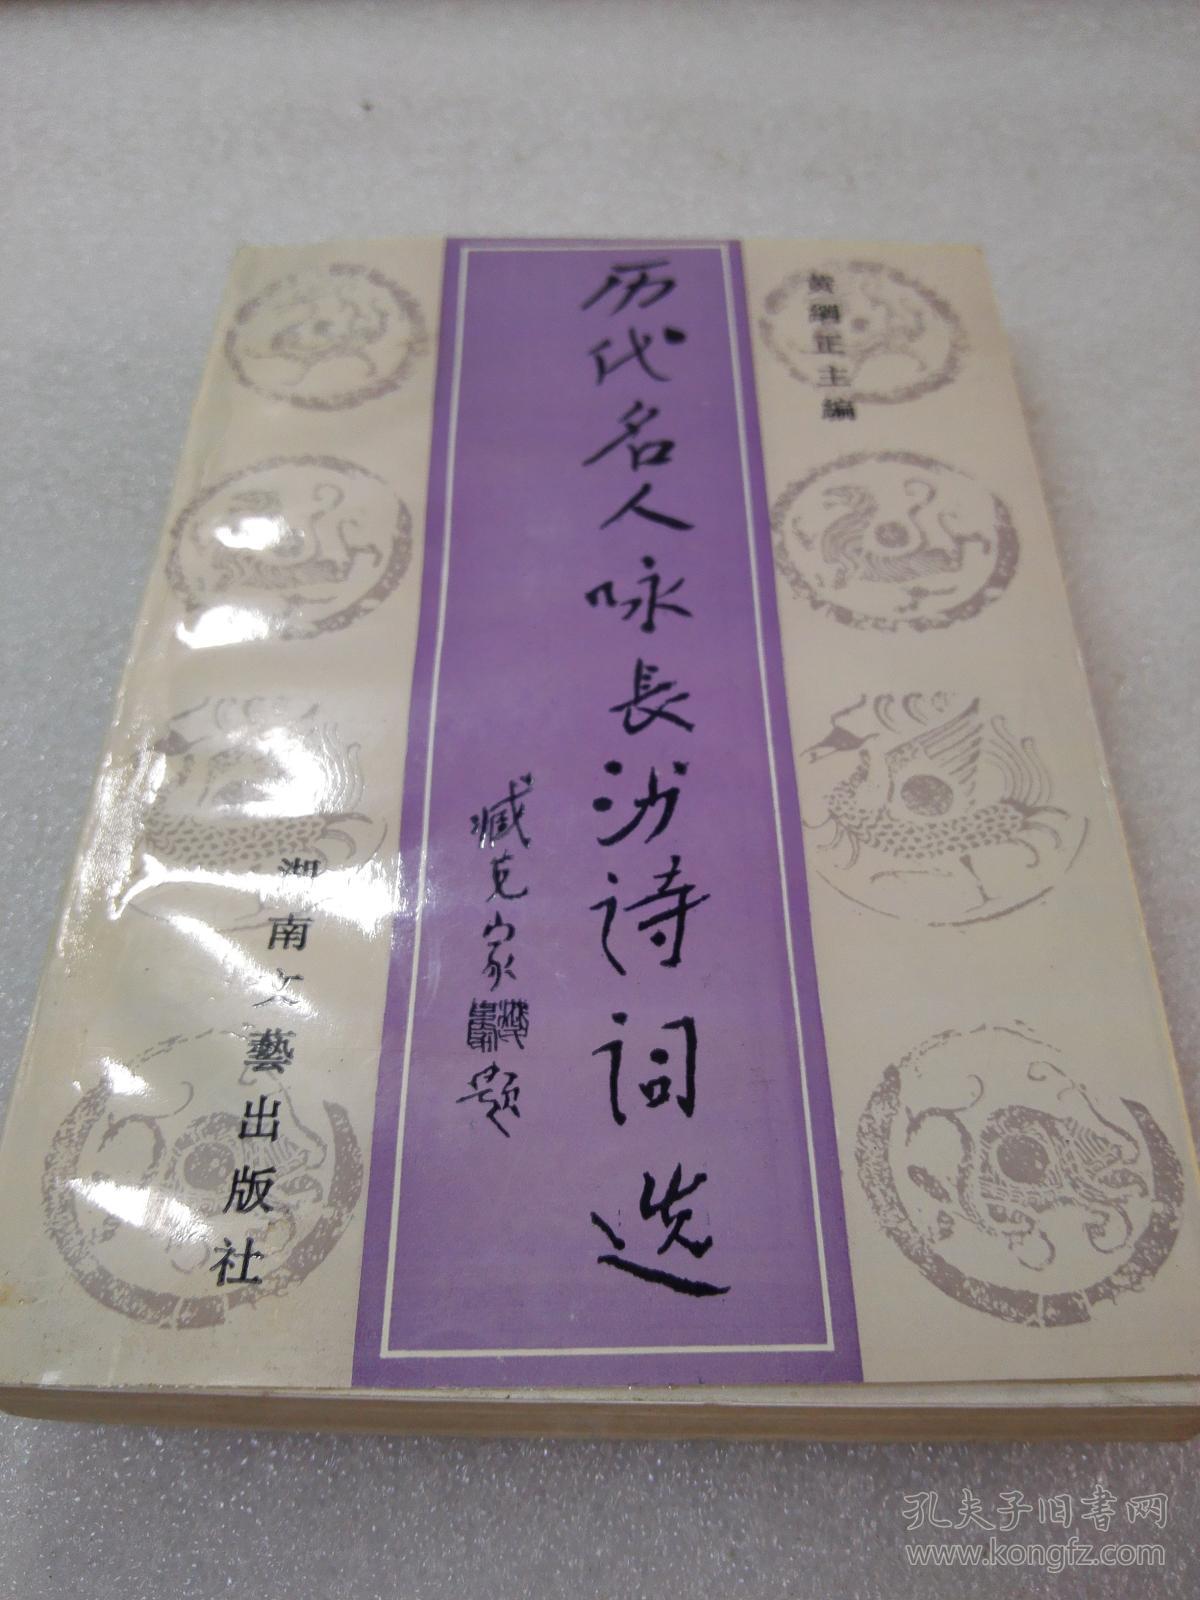 黄綱正主編
历代名人咏長沙诗词选
臧克家题
湖南文藝出版社
孔夫子旧书网
www.kongfz.com